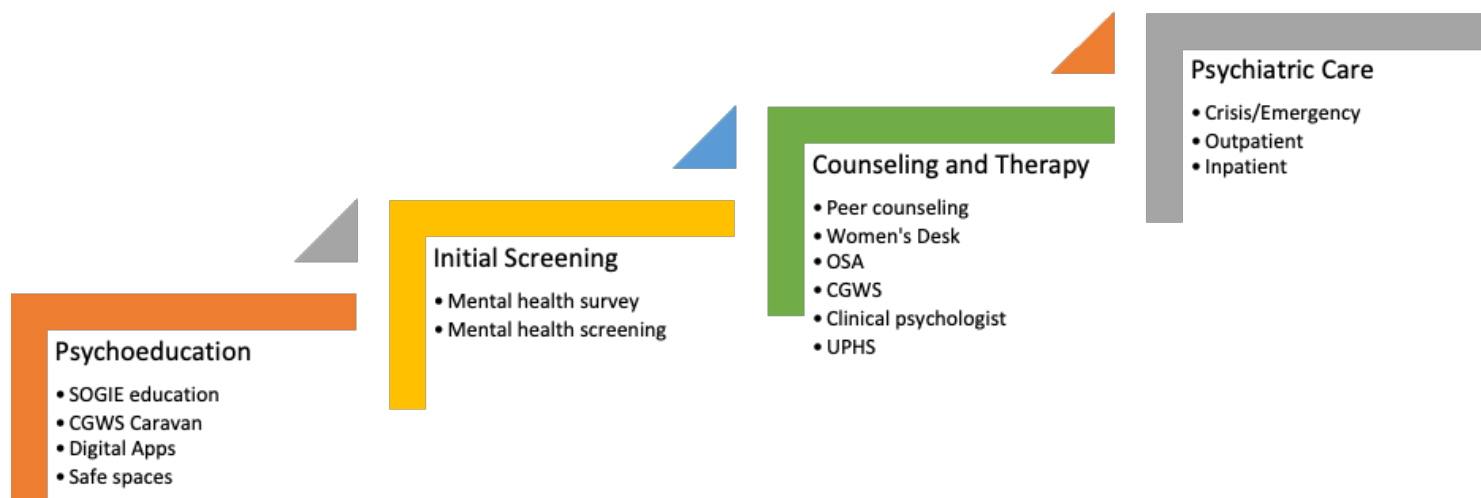 Psychoeducation
• SOGIE education
• CGWS Caravan
• Digital Apps
• Safe spaces
Initial Screening
• Mental health survey
• Mental health screening
Counseling and Therapy
• Peer counseling
• Women's Desk
• OSA
• CGWS
• Clinical psychologist
• UPHS
Psychiatric Care
• Crisis/Emergency
• Outpatient
• Inpatient